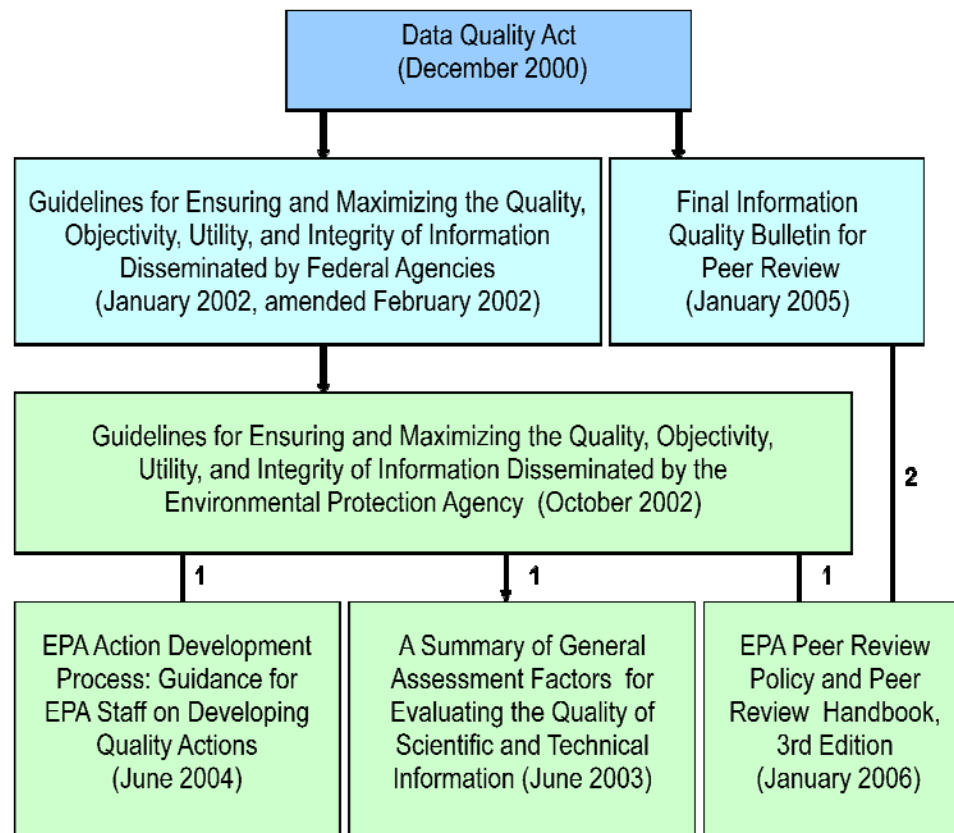 Data Quality Act
(December 2000)
Guidelines for Ensuring and Maximizing the Quality,
Objectivity, Utility, and Integrity of Information
Disseminated by Federal Agencies
(January 2002, amended February 2002)
Final Information
Quality Bulletin for
Peer Review
(January 2005)
Guidelines for Ensuring and Maximizing the Quality, Objectivity,
Utility, and Integrity of Information Disseminated by the
Environmental Protection Agency (October 2002)
2
1
1
1
EPA Action Development
Process: Guidance for
EPA Staff on Developing
Quality Actions
(June 2004)
A Summary of General
Assessment Factors for
Evaluating the Quality of
Scientific and Technical
Information (June 2003)
EPA Peer Review
Policy and Peer
Review Handbook,
3rd Edition
(January 2006)